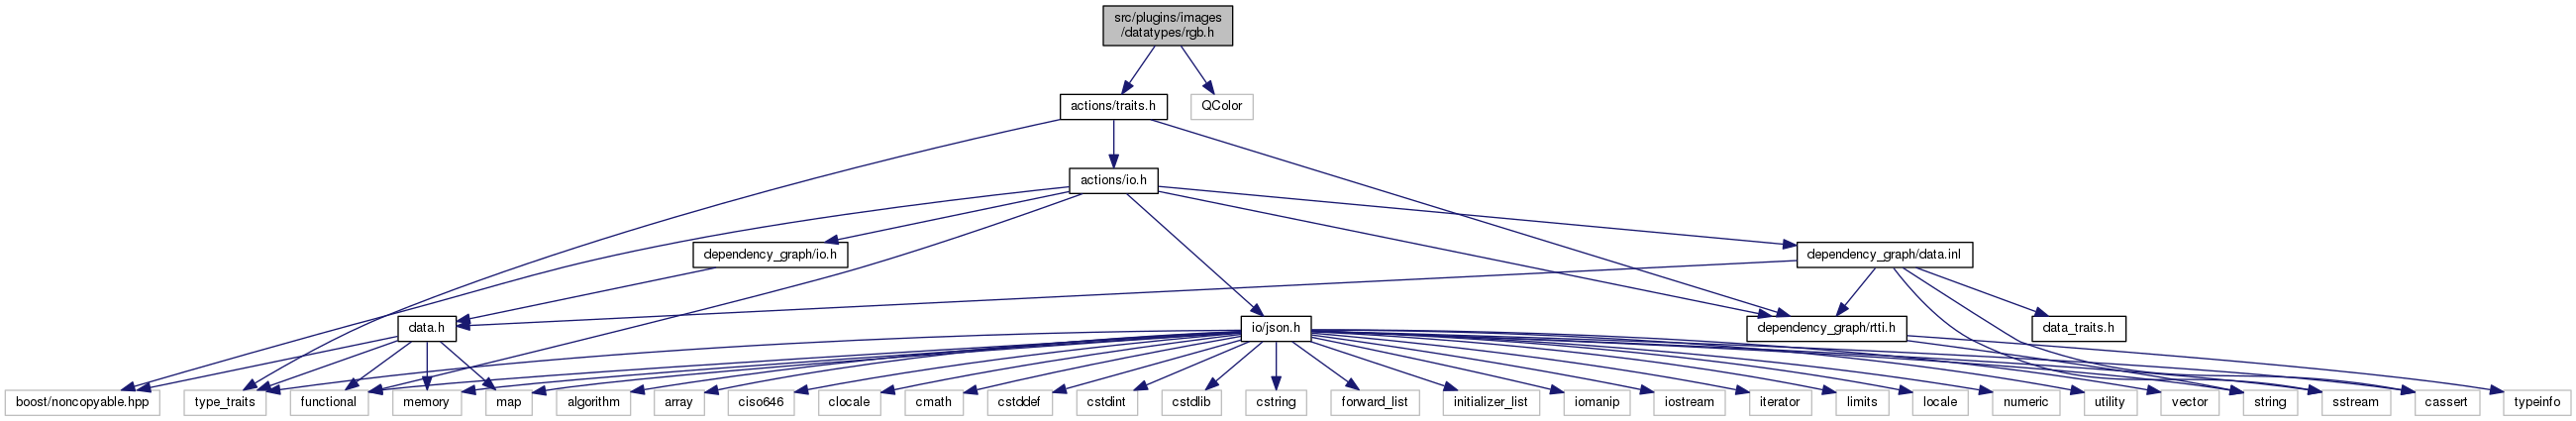 src/plugins/images
/datatypes/rgb.h
actions/traits.h
QColor
actions/io.h
dependency_graph/io.h
dependency_graph/data.inl
data.h
io/json.h
dependency_graph/rtti.h
data_traits.h
boost/noncopyable.hpp
type_traits
functional
memory
map
algorithm
array
ciso646
clocale
cmath
cstddef
cstdint
cstdlib
cstring
forward_list
initializer_list
iomanip
iostream
iterator
limits
locale
numeric
utility
vector
string
sstream
cassert
typeinfo